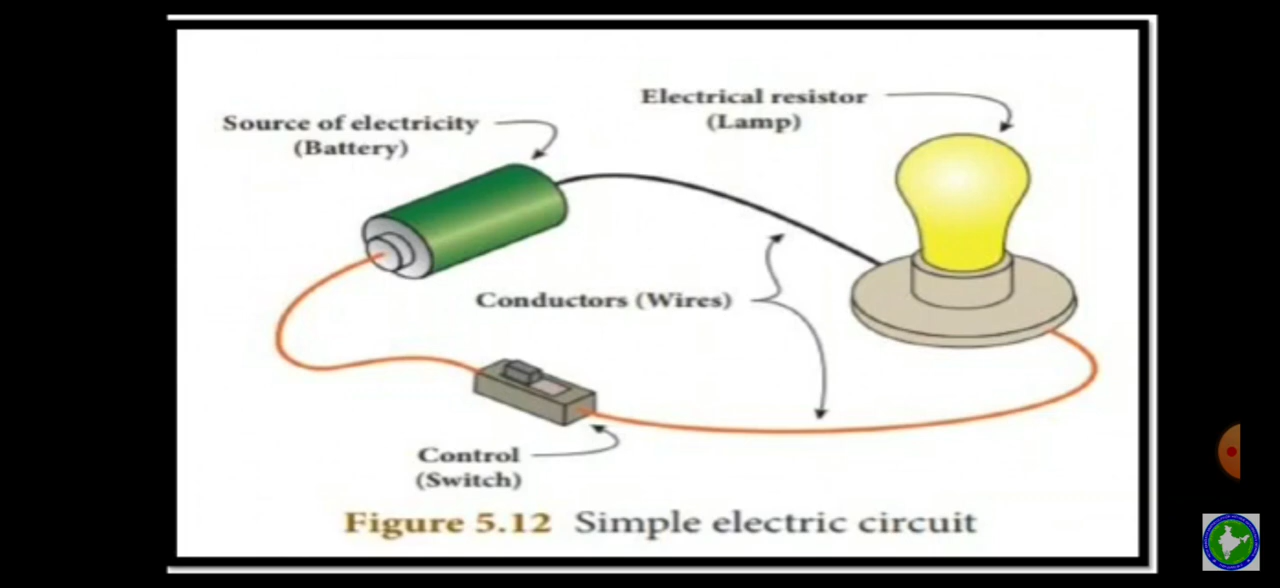 Electrical resistor
(Lamp)
Source of electricity
(Battery)
Conductors (Wires)
Control
(Switch)
Figure 5.12 Simple electric circuit